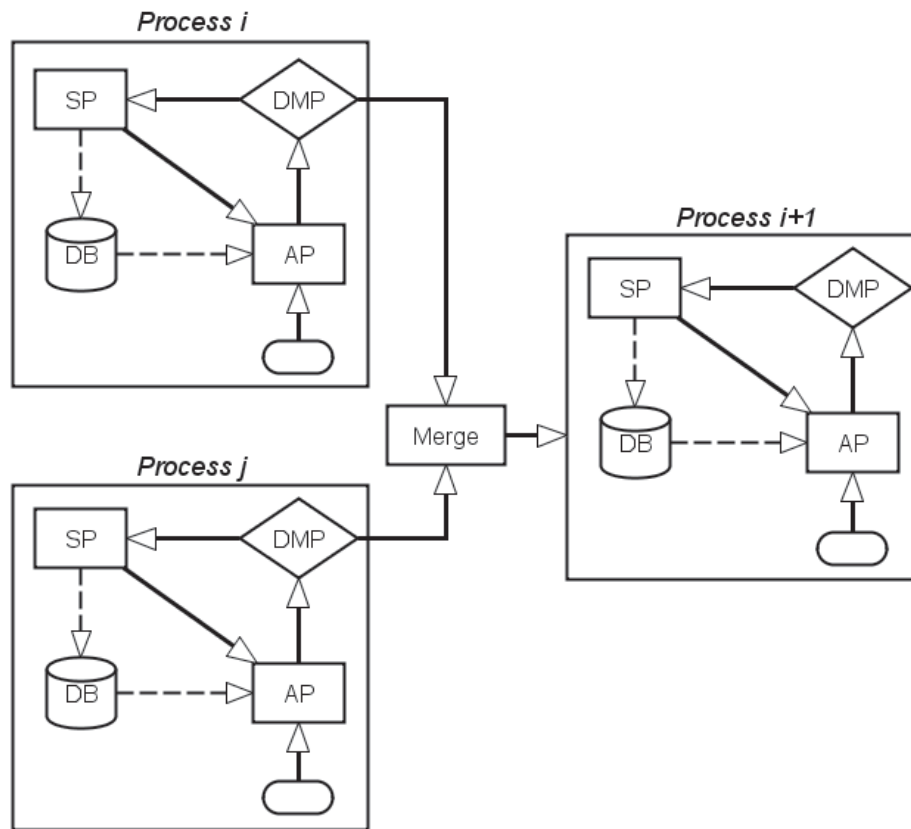 Process i
SP
DMP
DB
AP
Process j
SP
DMP
DB
AP
Merge
Process i+1
SP
DMP
DB
AP